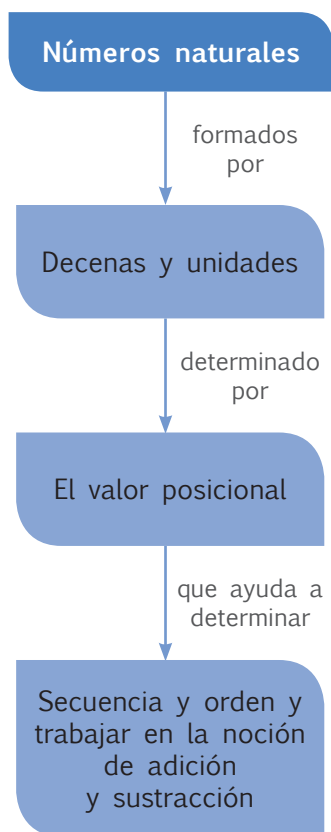 Números naturales
formados
por
Decenas y unidades
determinado
por
El valor posicional
que ayuda a
determinar
Secuencia y orden y
trabajar en la noción
de adición
y sustracción